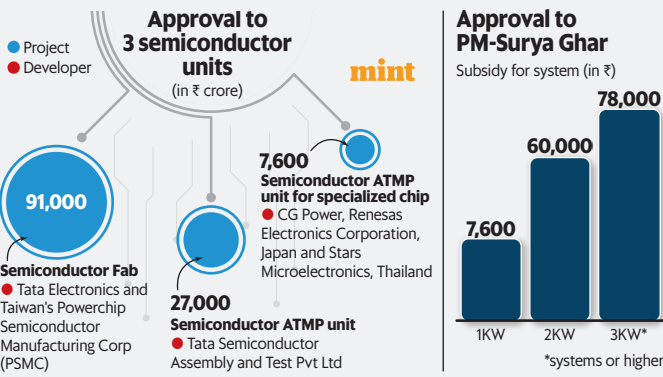 Approval to
3 semiconductor
units
(in ₹ crore)
Project
Developer
mint
91,000
Semiconductor Fab
Tata Electronics and
Taiwan's Powerchip
Semiconductor
Manufacturing Corp
(PSMC)
27,000
Semiconductor ATMP unit
Tata Semiconductor
Assembly and Test Pvt Ltd
7,600
Semiconductor ATMP
unit for specialized chip
CG Power, Renesas
Electronics Corporation,
Japan and Stars
Microelectronics, Thailand
Approval to
PM-Surya Ghar
Subsidy for system (in ₹)
7,600
60,000
78,000
1KW
2KW
3KW*
*systems or higher